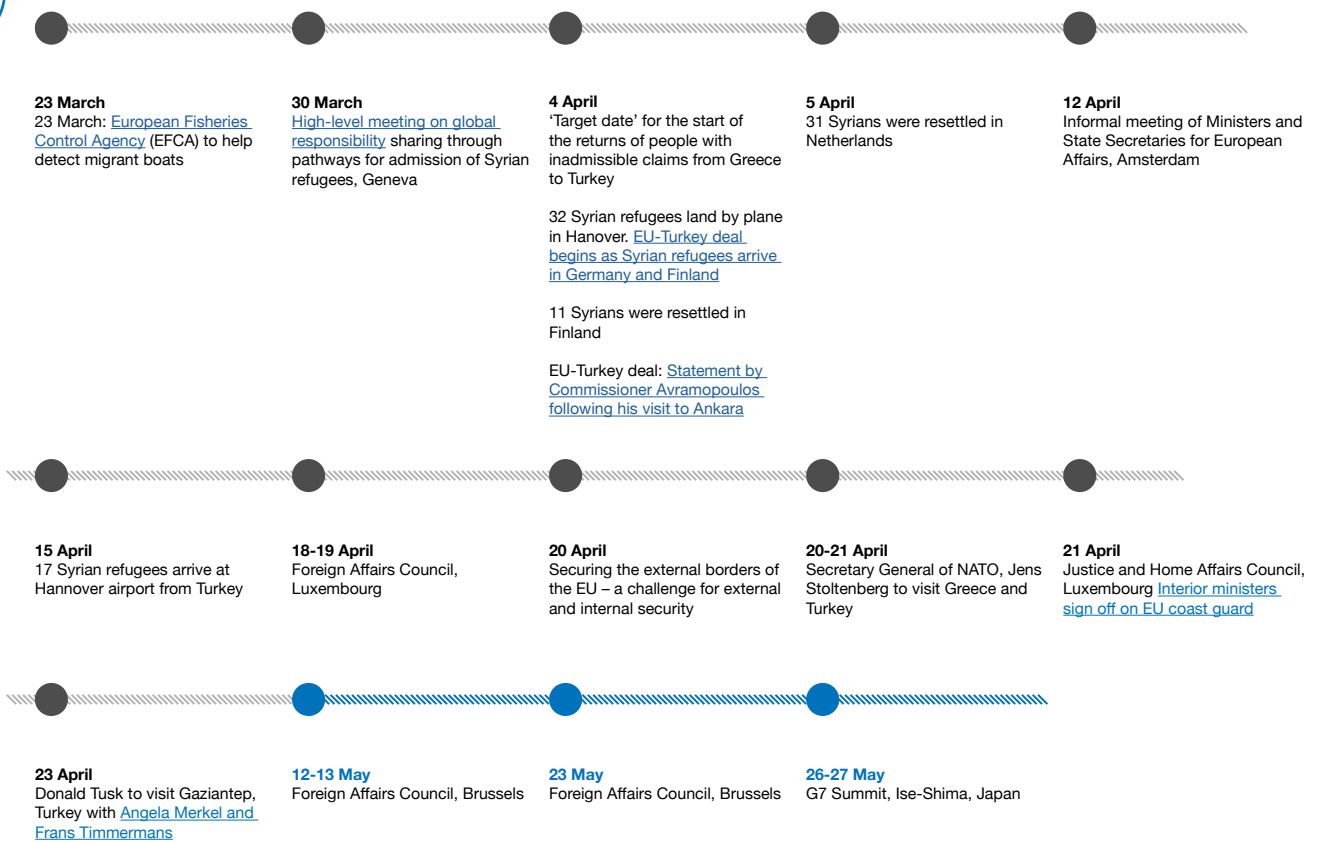 23 March
23 March: European Fisheries
Control Agency (EFCA) to help
detect migrant boats
30 March
High-level meeting on global
responsibility sharing through
pathways for admission of Syrian
refugees, Geneva
4 April
‘Target date’ for the start of
the returns of people with
inadmissible claims from Greece
to Turkey
32 Syrian refugees land by plane
in Hanover. EU-Turkey deal
begins as Syrian refugees arrive
in Germany and Finland
11 Syrians were resettled in
Finland
EU-Turkey deal: Statement by
Commissioner Avramopoulos
following his visit to Ankara
5 April
31 Syrians were resettled in
Netherlands
12 April
Informal meeting of Ministers and
State Secretaries for European
Affairs, Amsterdam
15 April
17 Syrian refugees arrive at
Hannover airport from Turkey
18-19 April
Foreign Affairs Council,
Luxembourg
20 April
Securing the external borders of
the EU – a challenge for external
and internal security
20-21 April
Secretary General of NATO, Jens
Stoltenberg to visit Greece and
Turkey
21 April
Justice and Home Affairs Council,
Luxembourg Interior ministers
sign off on EU coast guard
23 April
Donald Tusk to visit Gaziantep,
Turkey with Angela Merkel and
Frans Timmermans
12-13 May
Foreign Affairs Council, Brussels
23 May
Foreign Affairs Council, Brussels
26-27 May
G7 Summit, Ise-Shima, Japan